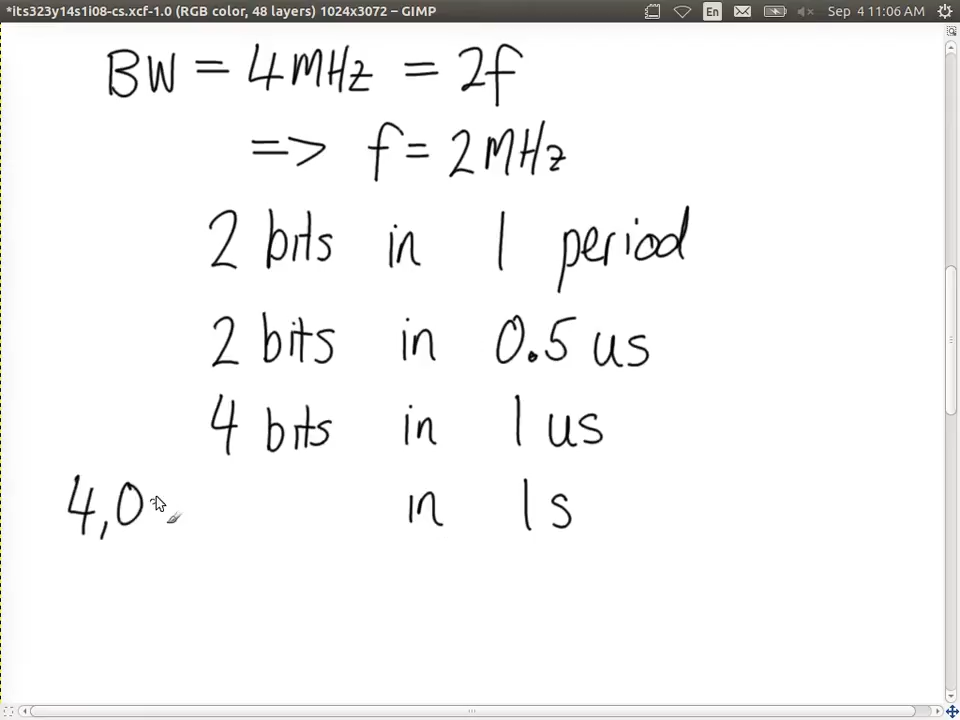 *its323y14s1i08-cs.xcf-1.0 (RGB color, 48 layers) 1024x3072 – GIMP En Sep 4 11:06 AM
BW = 4MHz = 2f
=> f = 2MHz
2 bits in 1 period
2 bits in 0.5 us
4 bits in 1 us
4,0 in 1s